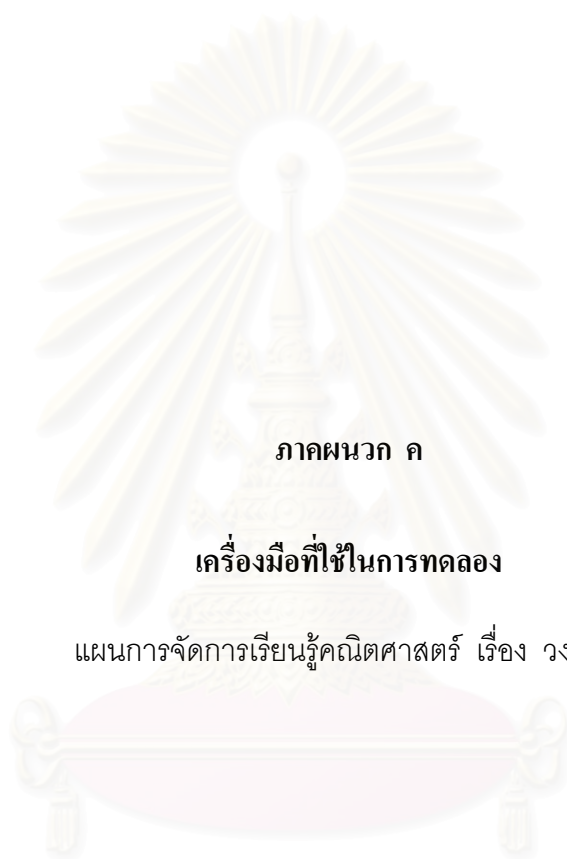 ภาคผนวก ค
เครื่องมือที่ใช้ในการทดลอง
แผนการจัดการเรียนรู้คณิตศาสตร์ เรื่อง วง